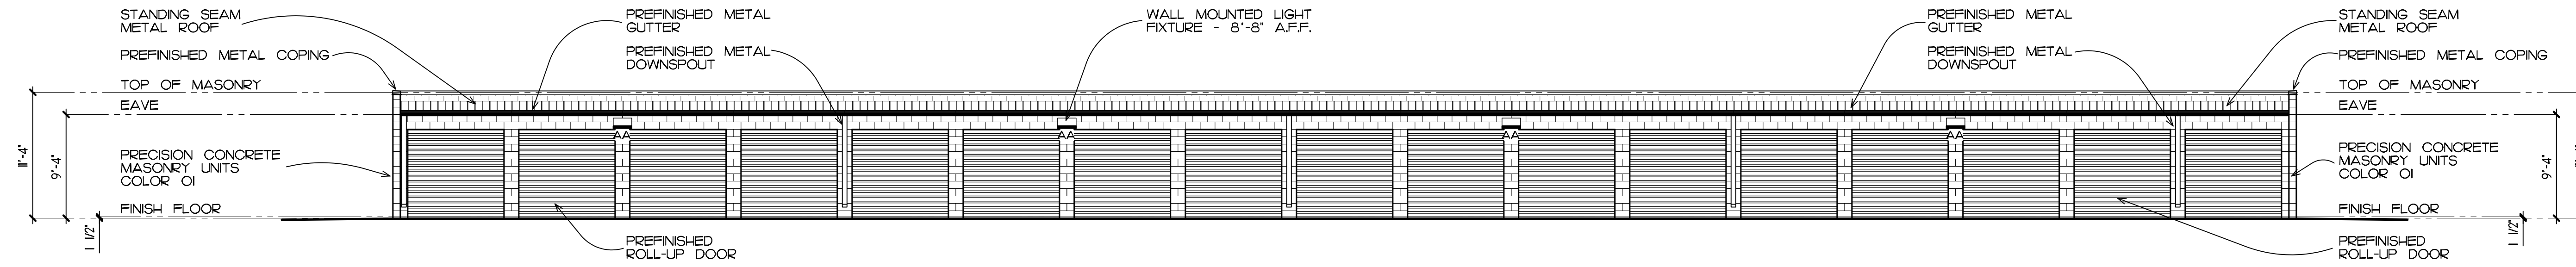 STANDING SEAM
METAL ROOF
PREFINISHED METAL COPING
TOP OF MASONRY
EAVE
PRECISION CONCRETE
MASONRY UNITS
COLOR 01
FINISH FLOOR
11'-4"
9'-4"
1 1/2"
PREFINISHED METAL
GUTTER
PREFINISHED METAL
DOWNSPOUT
WALL MOUNTED LIGHT
FIXTURE - 8'-8" A.F.F.
PREFINISHED METAL
GUTTER
PREFINISHED METAL
DOWNSPOUT
AA
AA
AA
AA
PREFINISHED
ROLL-UP DOOR
STANDING SEAM
METAL ROOF
PREFINISHED METAL COPING
TOP OF MASONRY
EAVE
PRECISION CONCRETE
MASONRY UNITS
COLOR 01
FINISH FLOOR
PREFINISHED
ROLL-UP DOOR
1 1/2"
9'-4"